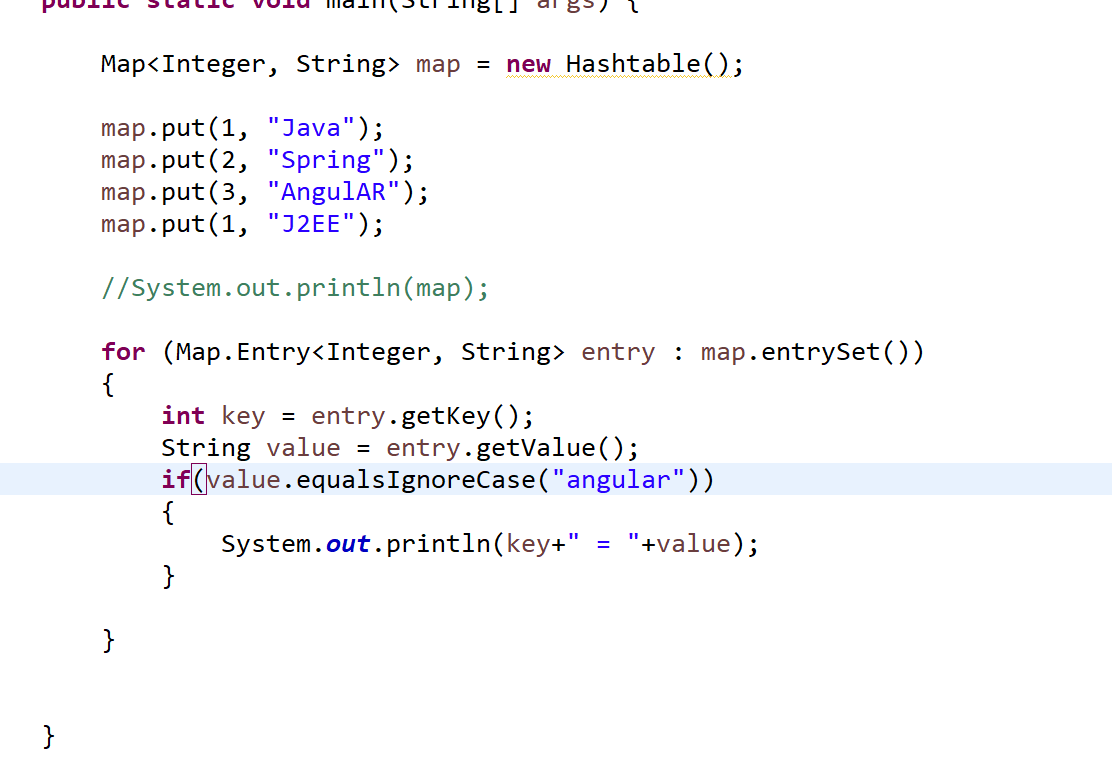 public static void main(String[] args) {
Map<Integer, String> map = new Hashtable();
map.put(1, "Java");
map.put(2, "Spring");
map.put(3, "AngulAR");
map.put(1, "J2EE");
//System.out.println(map);
for (Map.Entry<Integer, String> entry : map.entrySet())
{
int key = entry.getKey();
String value = entry.getValue();
if(value.equalsIgnoreCase("angular"))
{
System.out.println(key+" = "+value);
}
}
}